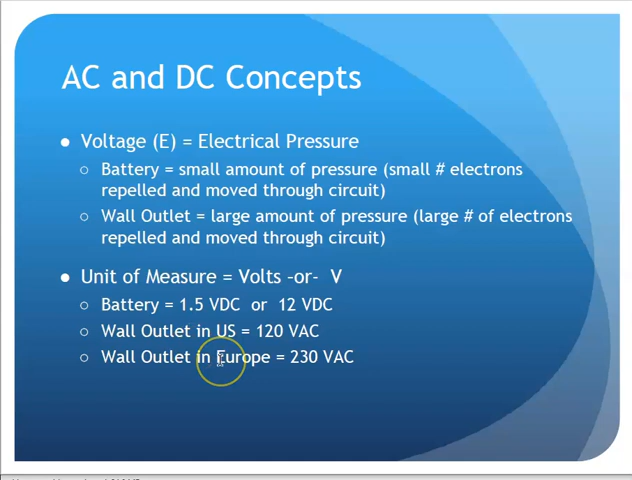 AC and DC Concepts
● Voltage (E) = Electrical Pressure
○ Battery = small amount of pressure (small # electrons
repelled and moved through circuit)
○ Wall Outlet = large amount of pressure (large # of electrons
repelled and moved through circuit)
● Unit of Measure = Volts -or- V
○ Battery = 1.5 VDC or 12 VDC
○ Wall Outlet in US = 120 VAC
○ Wall Outlet in Europe = 230 VAC